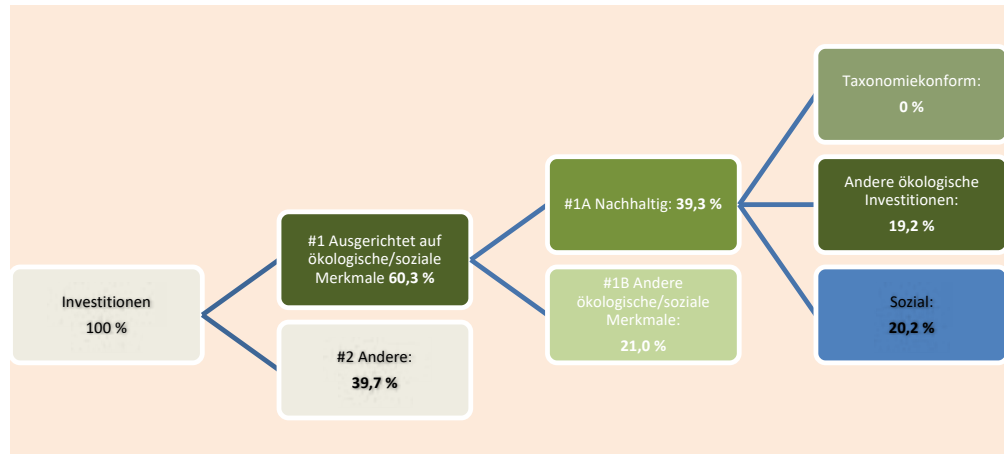 Investitionen
100 %
#1 Ausgerichtet auf
ökologische/soziale
Merkmale 60,3 %
#2 Andere:
39,7 %
#1A Nachhaltig: 39,3 %
#1B Andere
ökologische/soziale
Merkmale:
21,0 %
Taxonomiekonform:
0 %
Andere ökologische
Investitionen:
19,2 %
Sozial:
20,2 %